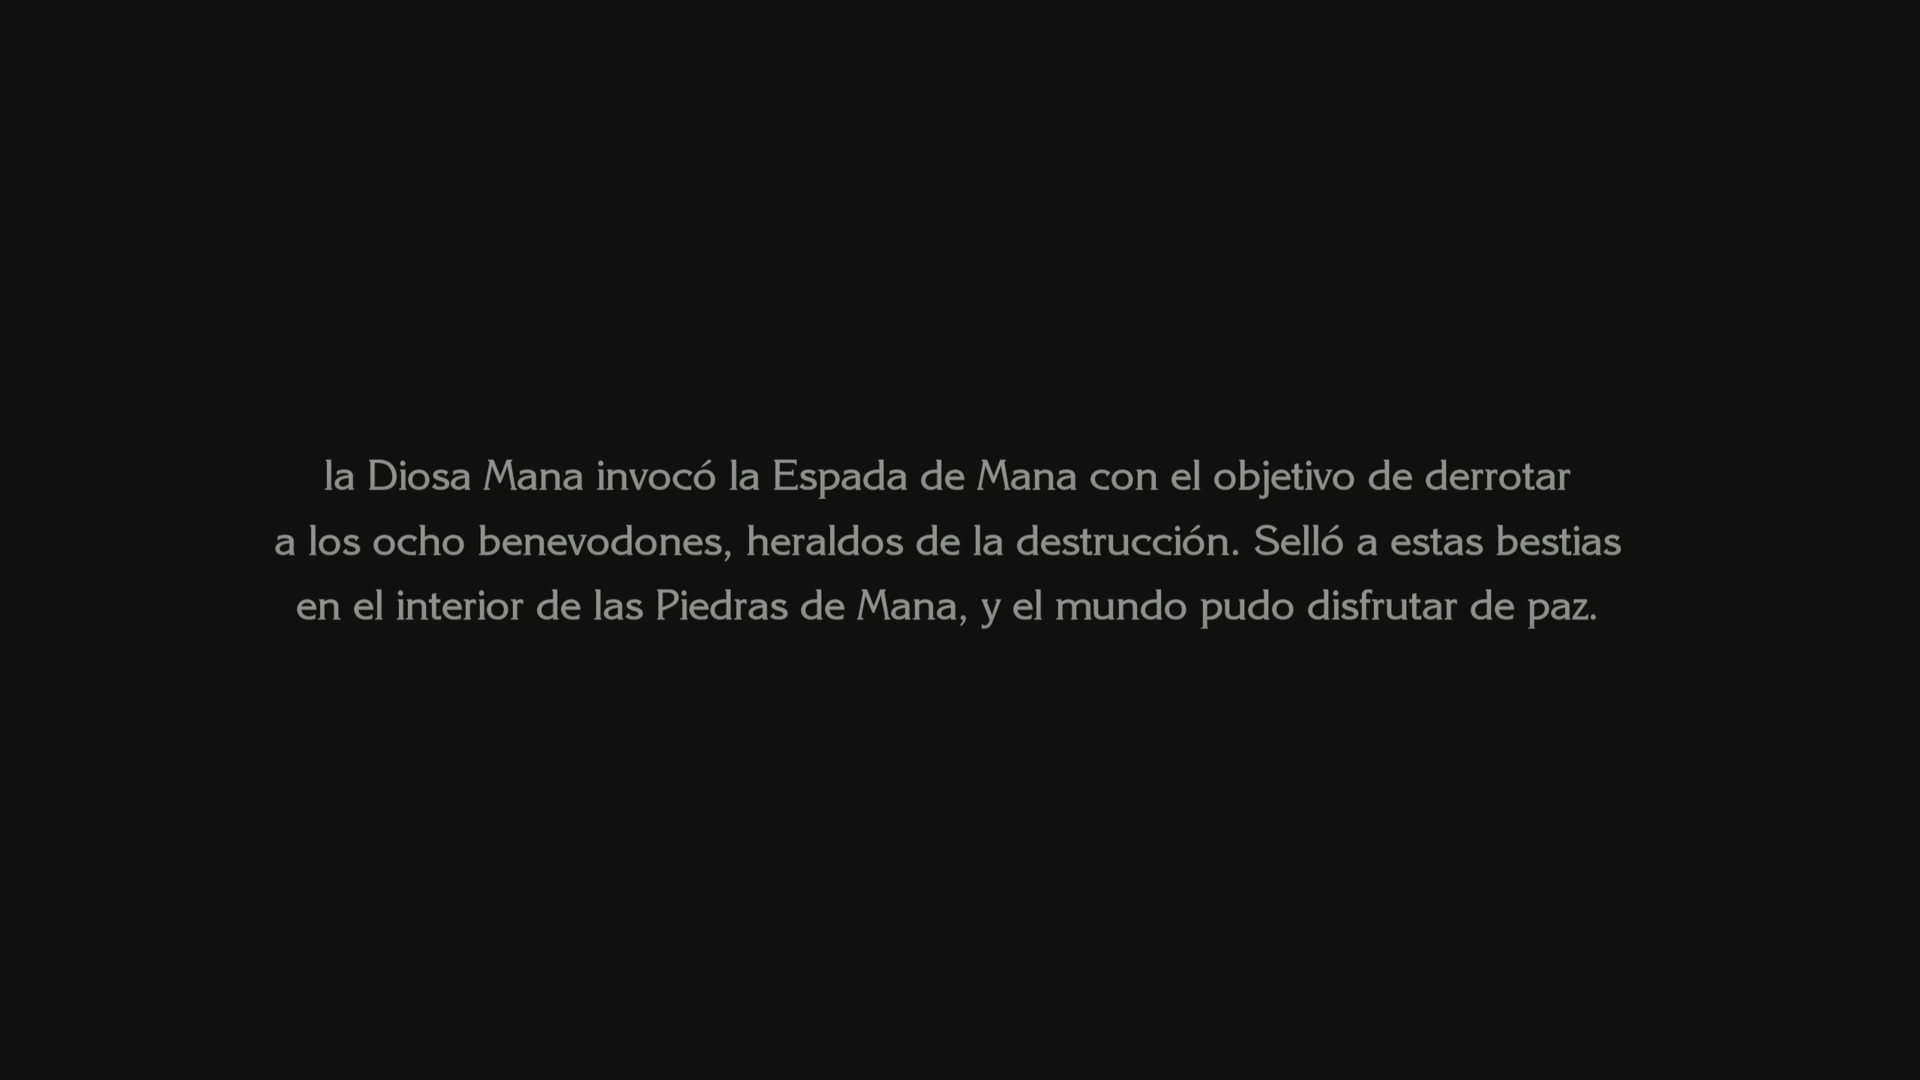 la Diosa Mana invocó la Espada de Mana con el objetivo de derrotar
a los ocho benevodones, heraldos de la destrucción. Selló a estas bestias
en el interior de las Piedras de Mana, y el mundo pudo disfrutar de paz.